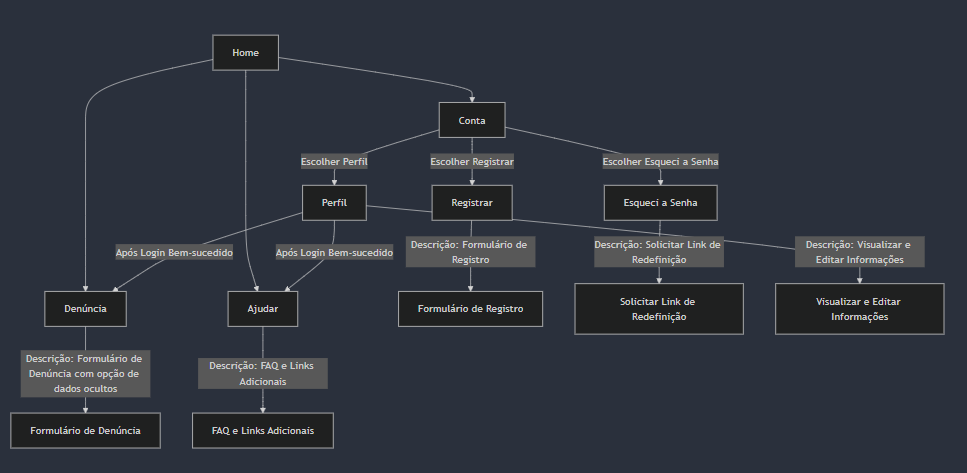 Home
Conta
Escolher Perfil
Escolher Registrar
Escolher Esqueci a Senha
Perfil
Registrar
Esqueci a Senha
Após Login Bem-sucedido
Após Login Bem-sucedido
Descrição: Formulário de
Registro
Descrição: Solicitar Link de
Redefinição
Descrição: Visualizar e
Editar Informações
Denúncia
Ajudar
Formulário de Registro
Solicitar Link de
Redefinição
Visualizar e Editar
Informações
Descrição: Formulário de
Denúncia com opção de
dados ocultos
Descrição: FAQ e Links
Adicionais
Formulário de Denúncia
FAQ e Links Adicionais